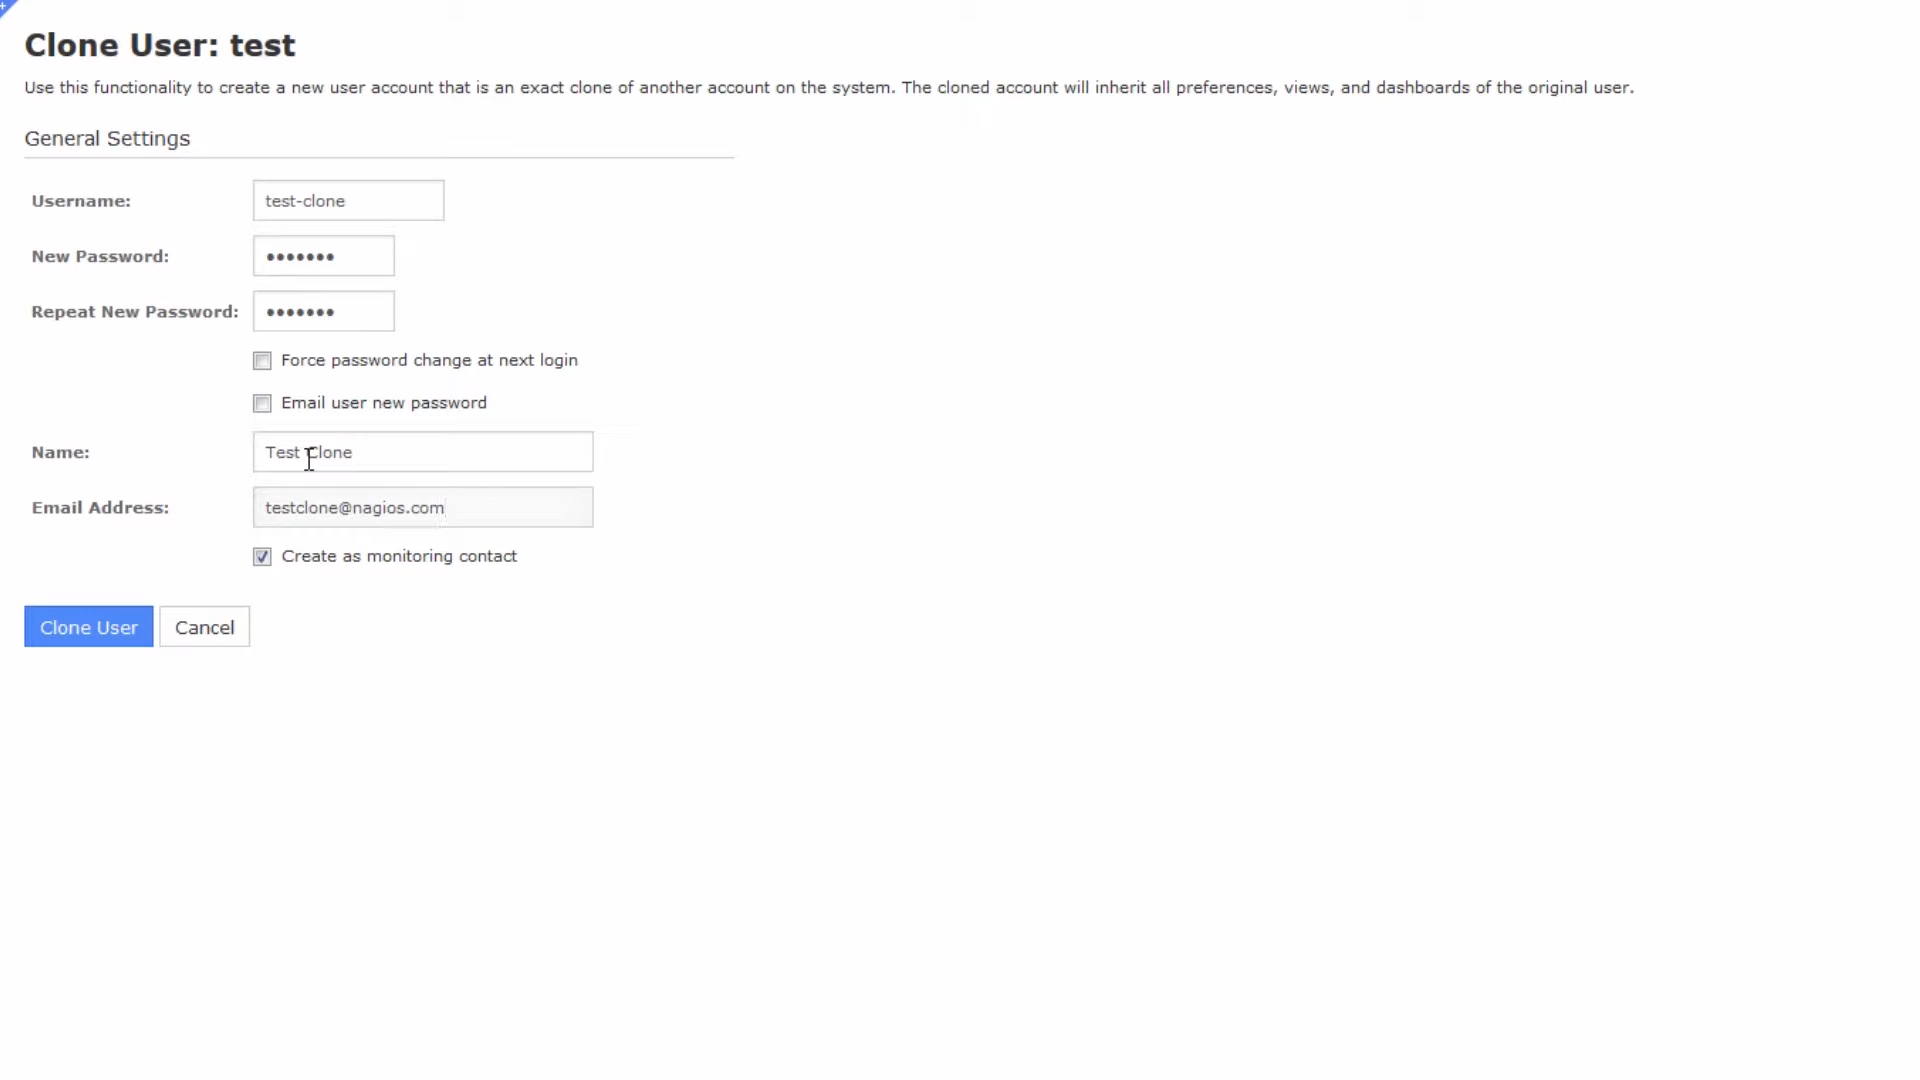 Clone User: test
Use this functionality to create a new user account that is an exact clone of another account on the system. The cloned account will inherit all preferences, views, and dashboards of the original user.
General Settings
Username: test-clone
New Password: •••••••
Repeat New Password: •••••••
Force password change at next login
Email user new password
Name: Test Clone
Email Address: testclone@nagios.com
Create as monitoring contact
Clone User Cancel